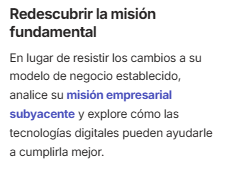 Redescubrir la misión
fundamental
En lugar de resistir los cambios a su
modelo de negocio establecido,
analice su misión empresarial
subyacente y explore cómo las
tecnologías digitales pueden ayudarle
a cumplirla mejor.